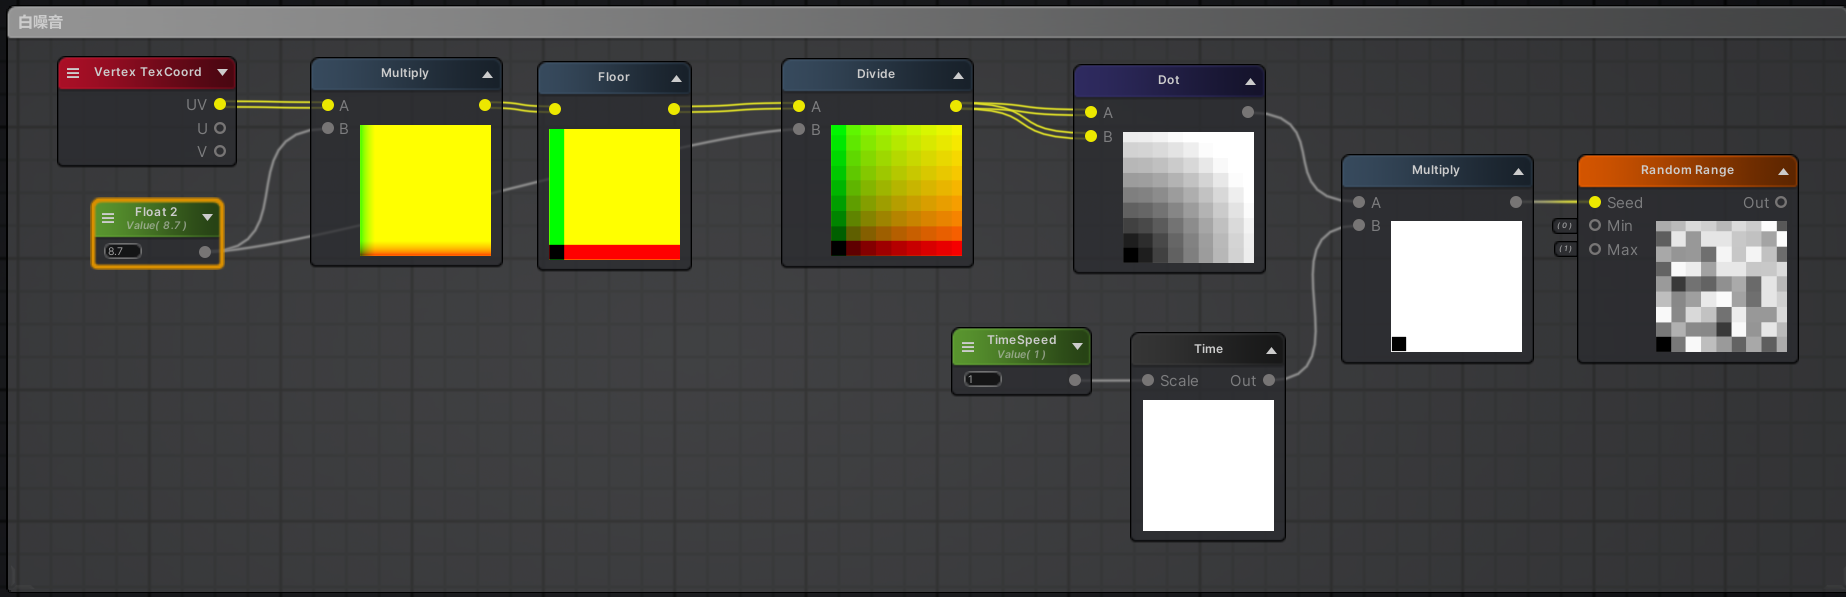 白噪音
Vertex TexCoord
UV
U
V
Float 2
Value( 8.7 )
8.7
Multiply
A
B
Floor
Divide
A
B
Dot
A
B
TimeSpeed
Value( 1 )
1
Time
Scale Out
Multiply
A
B
Random Range
Seed Out
(0) Min
(1) Max